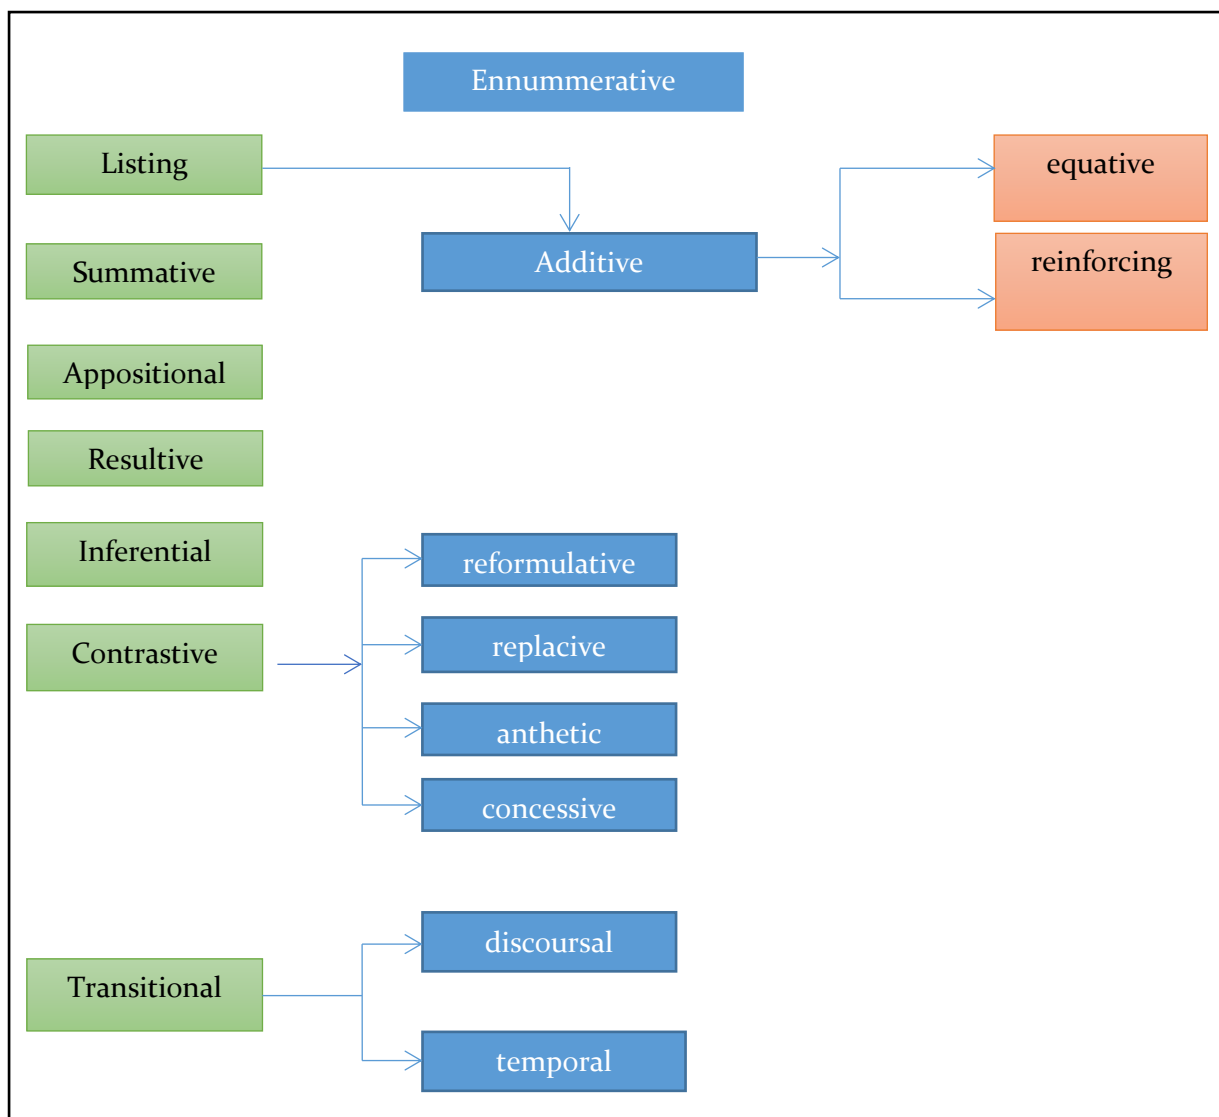 Ennummerative
Listing
equative
Additive
reinforcing
Summative
Appositional
Resultive
Inferential
reformulative
Contrastive
replacive
anthetic
concessive
discoursal
Transitional
temporal